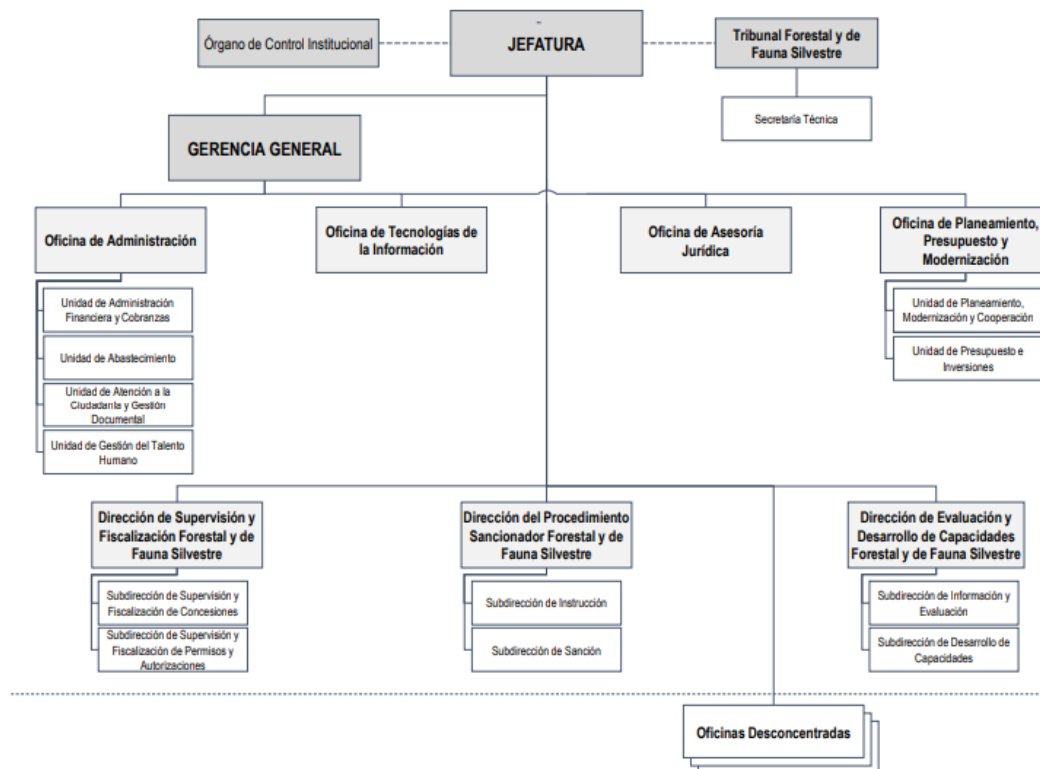 Órgano de Control Institucional
JEFATURA
Tribunal Forestal y de
Fauna Silvestre
Secretaría Técnica
GERENCIA GENERAL
Oficina de Administración
Oficina de Tecnologías de
la Información
Oficina de Asesoría
Jurídica
Oficina de Planeamiento,
Presupuesto y
Modernización
Unidad de Administración
Financiera y Cobranzas
Unidad de Abastecimiento
Unidad de Atención a la
Ciudadanía y Gestión
Documental
Unidad de Gestión del Talento
Humano
Unidad de Planeamiento,
Modernización y Cooperación
Unidad de Presupuesto e
Inversiones
Dirección de Supervisión y
Fiscalización Forestal y de
Fauna Silvestre
Dirección del Procedimiento
Sancionador Forestal y de
Fauna Silvestre
Dirección de Evaluación y
Desarrollo de Capacidades
Forestal y de Fauna Silvestre
Subdirección de Supervisión y
Fiscalización de Concesiones
Subdirección de Supervisión y
Fiscalización de Permisos y
Autorizaciones
Subdirección de Instrucción
Subdirección de Sanción
Subdirección de Información y
Evaluación
Subdirección de Desarrollo de
Capacidades
Oficinas Desconcentradas